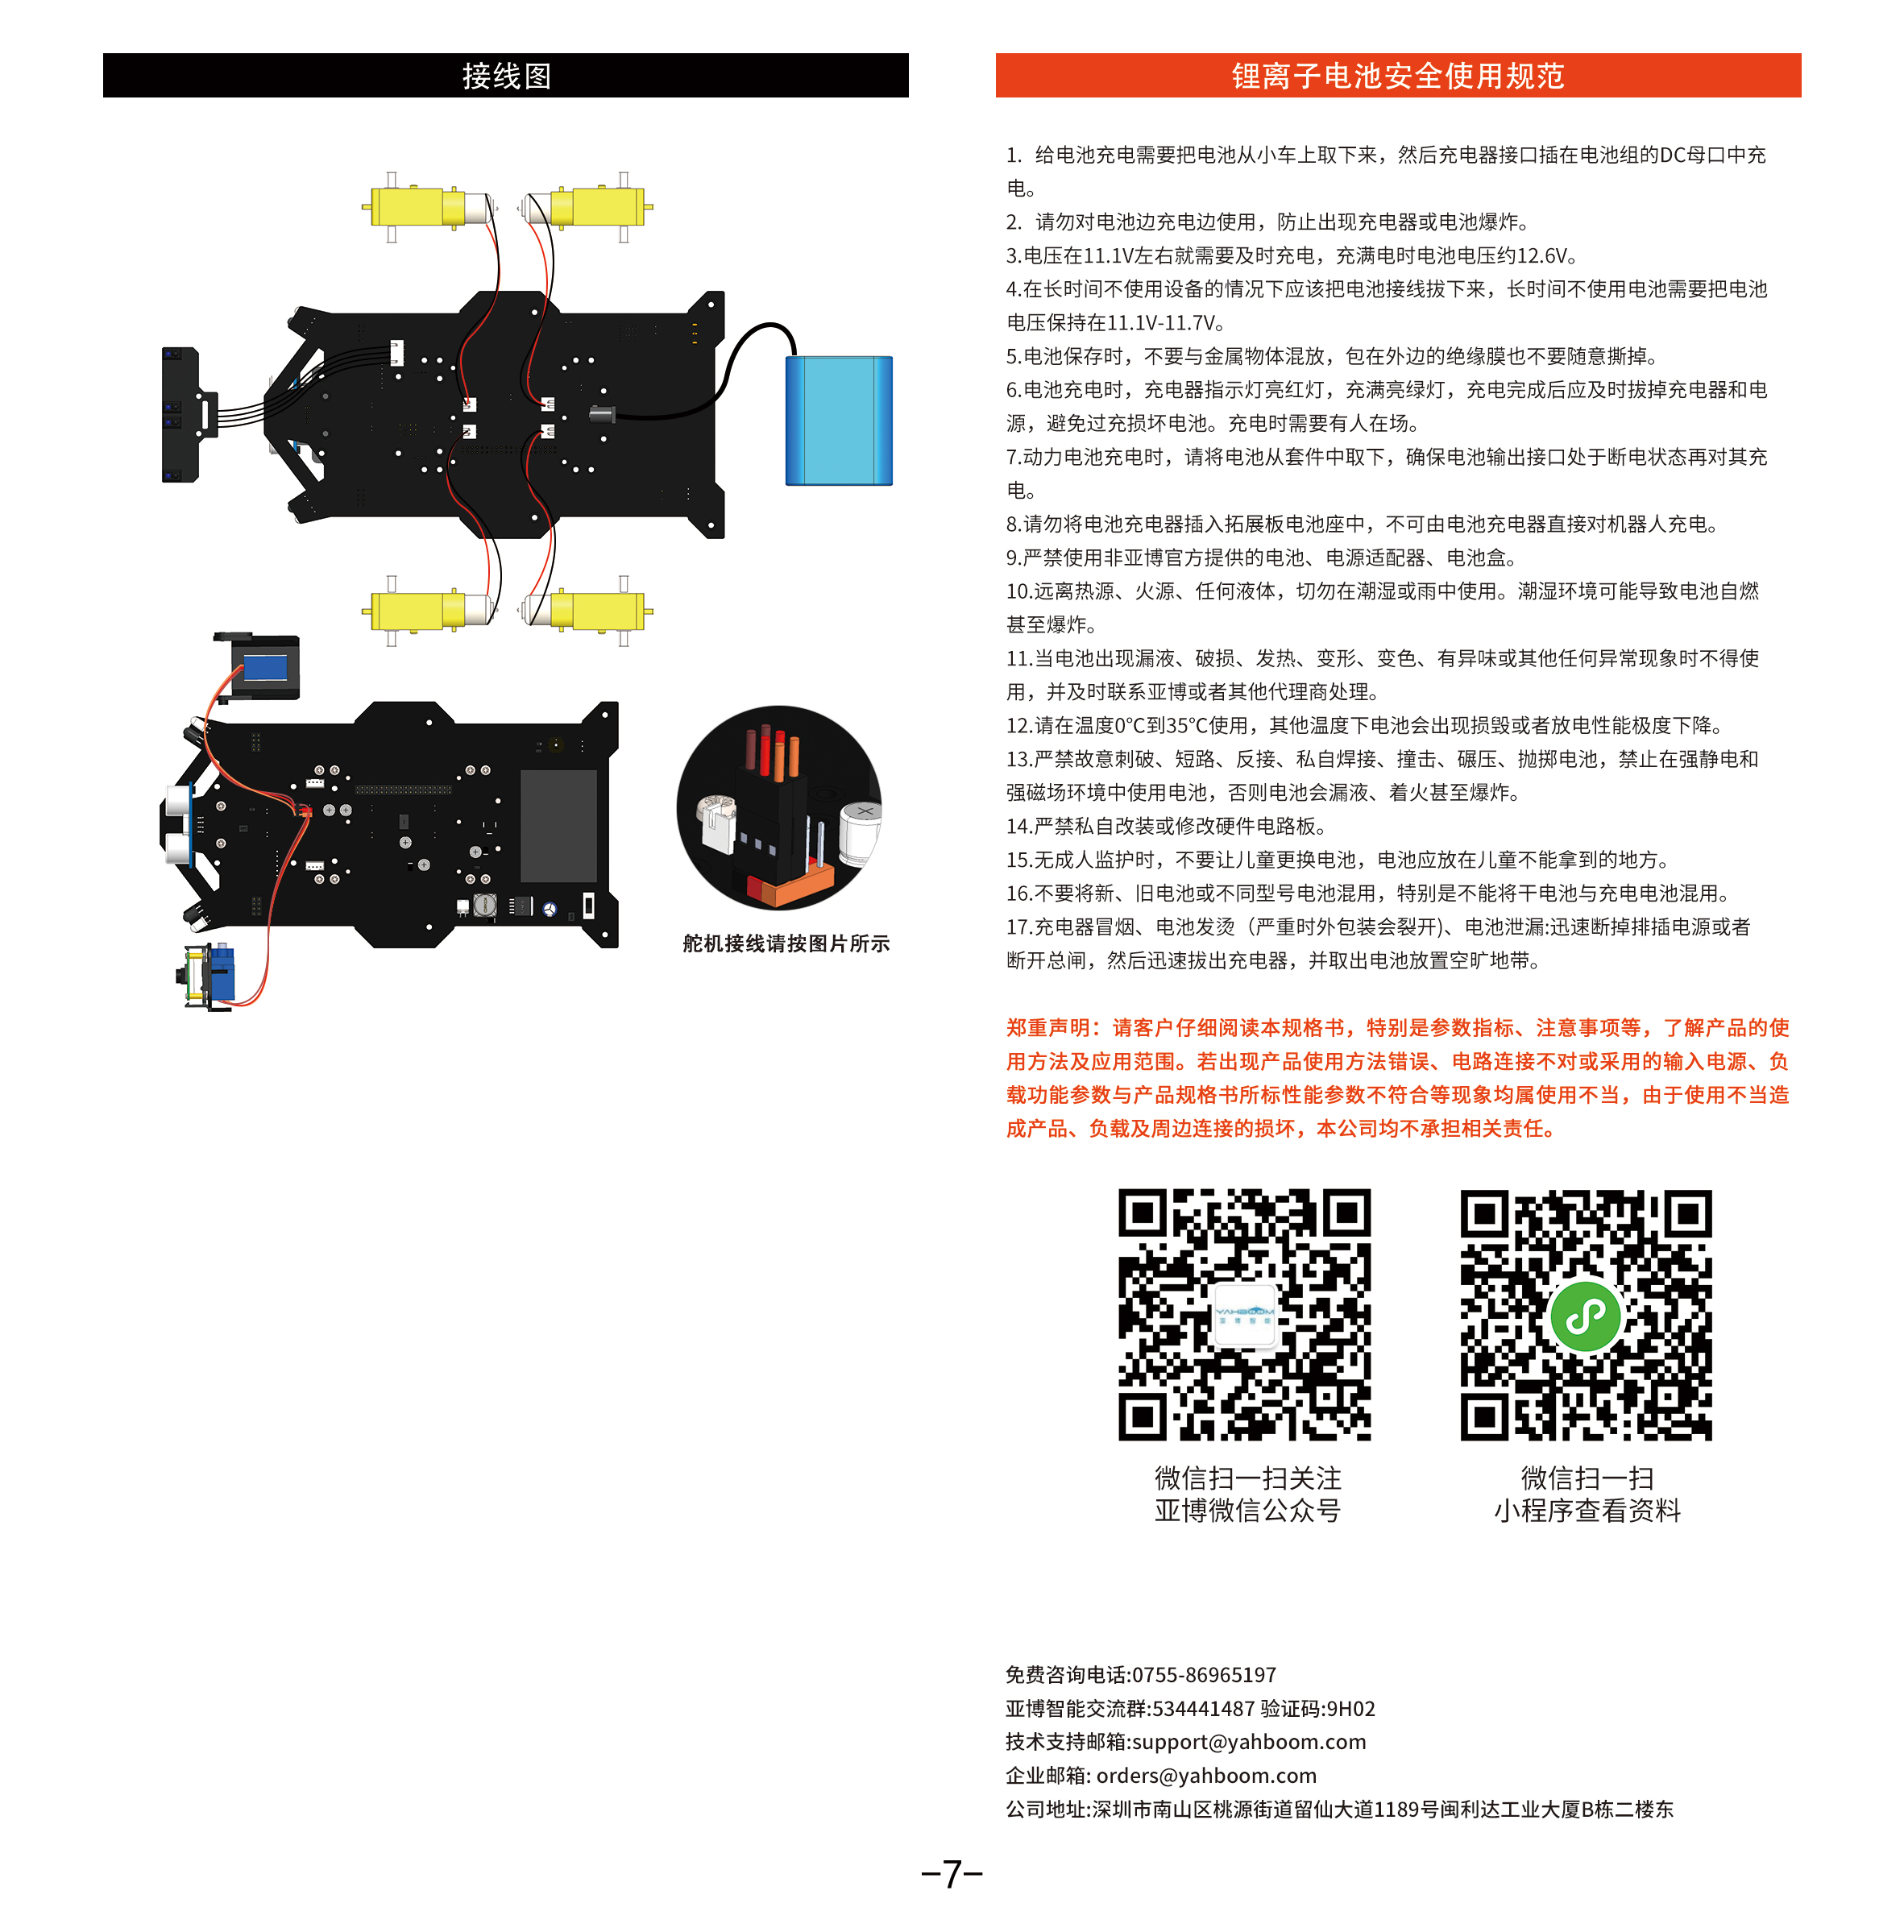 接线图
舵机接线请按图片所示
锂离子电池安全使用规范
1. 给电池充电需要把电池从小车上取下来，然后充电器接口插在电池组的DC母口中充
电。
2. 请勿对电池边充电边使用，防止出现充电器或电池爆炸。
3.电压在11.1V左右就需要及时充电，充满电时电池电压约12.6V。
4.在长时间不使用设备的情况下应该把电池接线拔下来，长时间不使用电池需要把电池
电压保持在11.1V-11.7V。
5.电池保存时，不要与金属物体混放，包在外边的绝缘膜也不要随意撕掉。
6.电池充电时，充电器指示灯亮红灯，充满亮绿灯，充电完成后应及时拔掉充电器和电
源，避免过充损坏电池。充电时需要有人在场。
7.动力电池充电时，请将电池从套件中取下，确保电池输出接口处于断电状态再对其充
电。
8.请勿将电池充电器插入拓展板电池座中，不可由电池充电器直接对机器人充电。
9.严禁使用非亚博官方提供的电池、电源适配器、电池盒。
10.远离热源、火源、任何液体，切勿在潮湿或雨中使用。潮湿环境可能导致电池自燃
甚至爆炸。
11.当电池出现漏液、破损、发热、变形、变色、有异味或其他任何异常现象时不得使
用，并及时联系亚博或者其他代理商处理。
12.请在温度0℃到35℃使用，其他温度下电池会出现损毁或者放电性能极度下降。
13.严禁故意刺破、短路、反接、私自焊接、撞击、碾压、抛掷电池，禁止在强静电和
强磁场环境中使用电池，否则电池会漏液、着火甚至爆炸。
14.严禁私自改装或修改硬件电路板。
15.无成人监护时，不要让儿童更换电池，电池应放在儿童不能拿到的地方。
16.不要将新、旧电池或不同型号电池混用，特别是不能将干电池与充电电池混用。
17.充电器冒烟、电池发烫（严重时外包装会裂开)、电池泄漏:迅速断掉排插电源或者
断开总闸，然后迅速拔出充电器，并取出电池放置空旷地带。
郑重声明：请客户仔细阅读本规格书，特别是参数指标、注意事项等，了解产品的使
用方法及应用范围。若出现产品使用方法错误、电路连接不对或采用的输入电源、负
载功能参数与产品规格书所标性能参数不符合等现象均属使用不当，由于使用不当造
成产品、负载及周边连接的损坏，本公司均不承担相关责任。
YAHBOOM
亚博智能
微信扫一扫关注
亚博微信公众号
微信扫一扫
小程序查看资料
免费咨询电话:0755-86965197
亚博智能交流群:534441487 验证码:9H02
技术支持邮箱:support@yahboom.com
企业邮箱: orders@yahboom.com
公司地址:深圳市南山区桃源街道留仙大道1189号闽利达工业大厦B栋二楼东
-7-